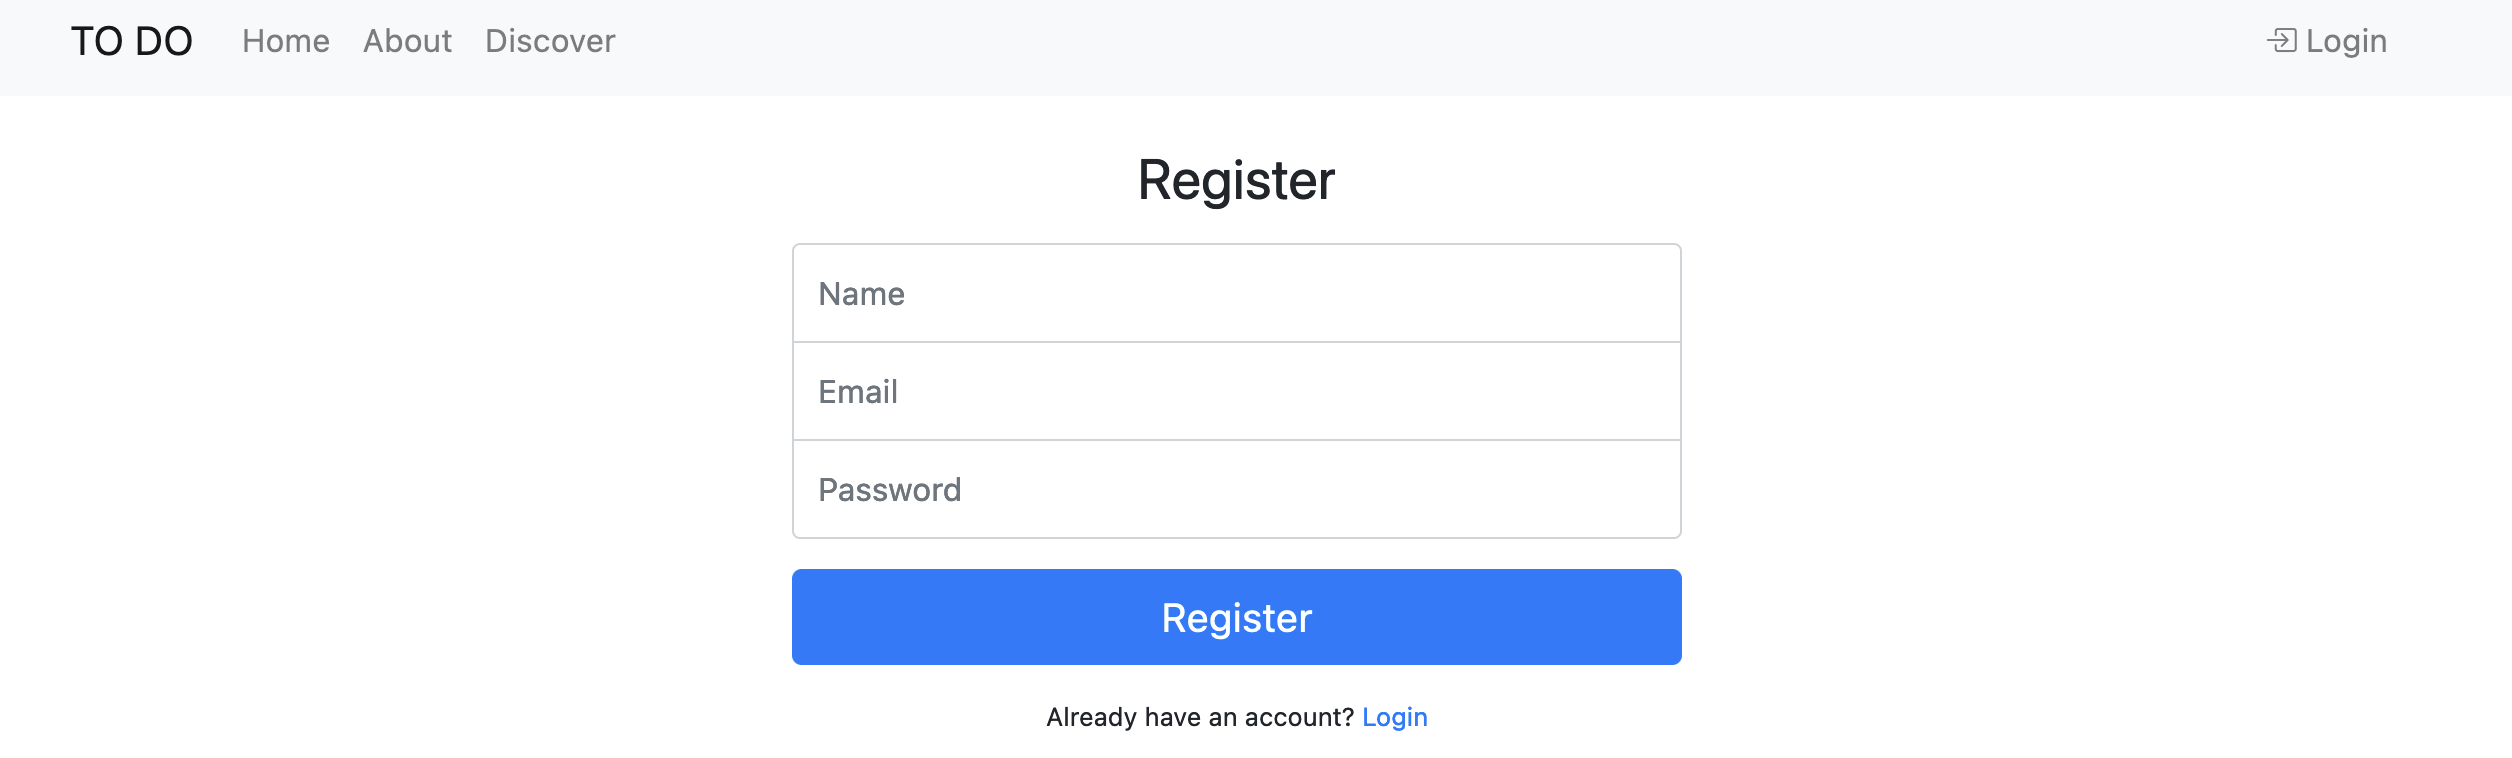 TO DO Home About Discover Login
Register
Name
Email
Password
Register
Already have an account? Login